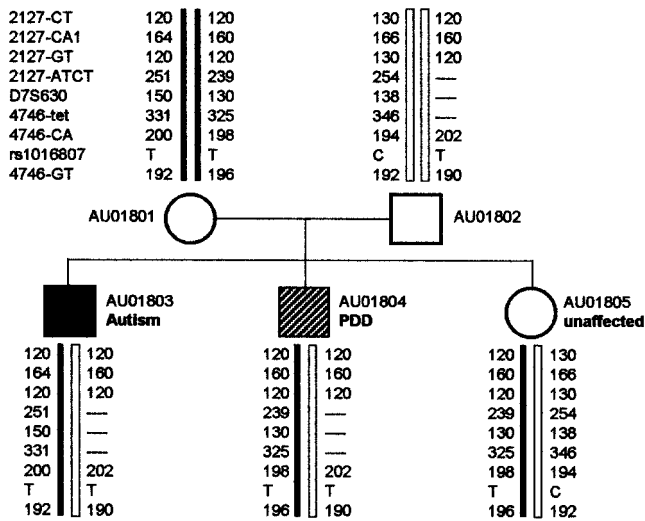 2127-CT 120 120 130 120
2127-CA1 164 160 166 160
2127-GT 120 120 130 120
2127-ATCT 251 239 254 —
D7S630 150 130 138 —
4746-tet 331 325 346 —
4746-CA 200 198 194 202
rs1016807 T T C T
4746-GT 192 196 192 190
AU01801 AU01802
AU01803 AU01804 AU01805
Autism PDD unaffected
120 120 120 120 120 130
164 160 160 160 160 166
120 120 120 120 120 130
251 — 239 — 239 254
150 — 130 — 130 138
331 — 325 — 325 346
200 202 198 202 198 194
T T T T T C
192 190 196 190 196 192